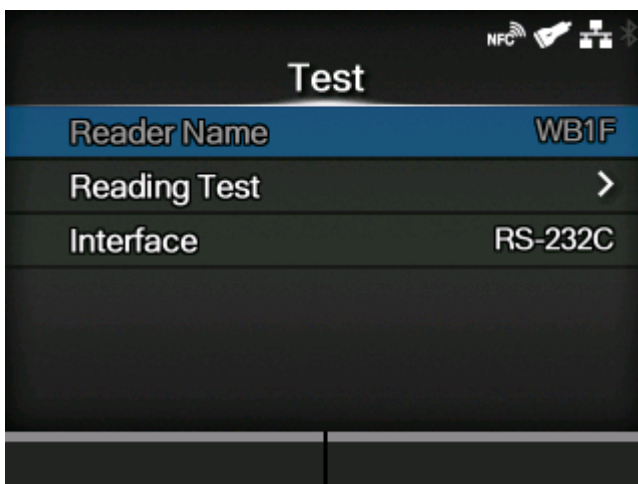 NFC
Test
Reader Name WB1F
Reading Test
Interface RS-232C